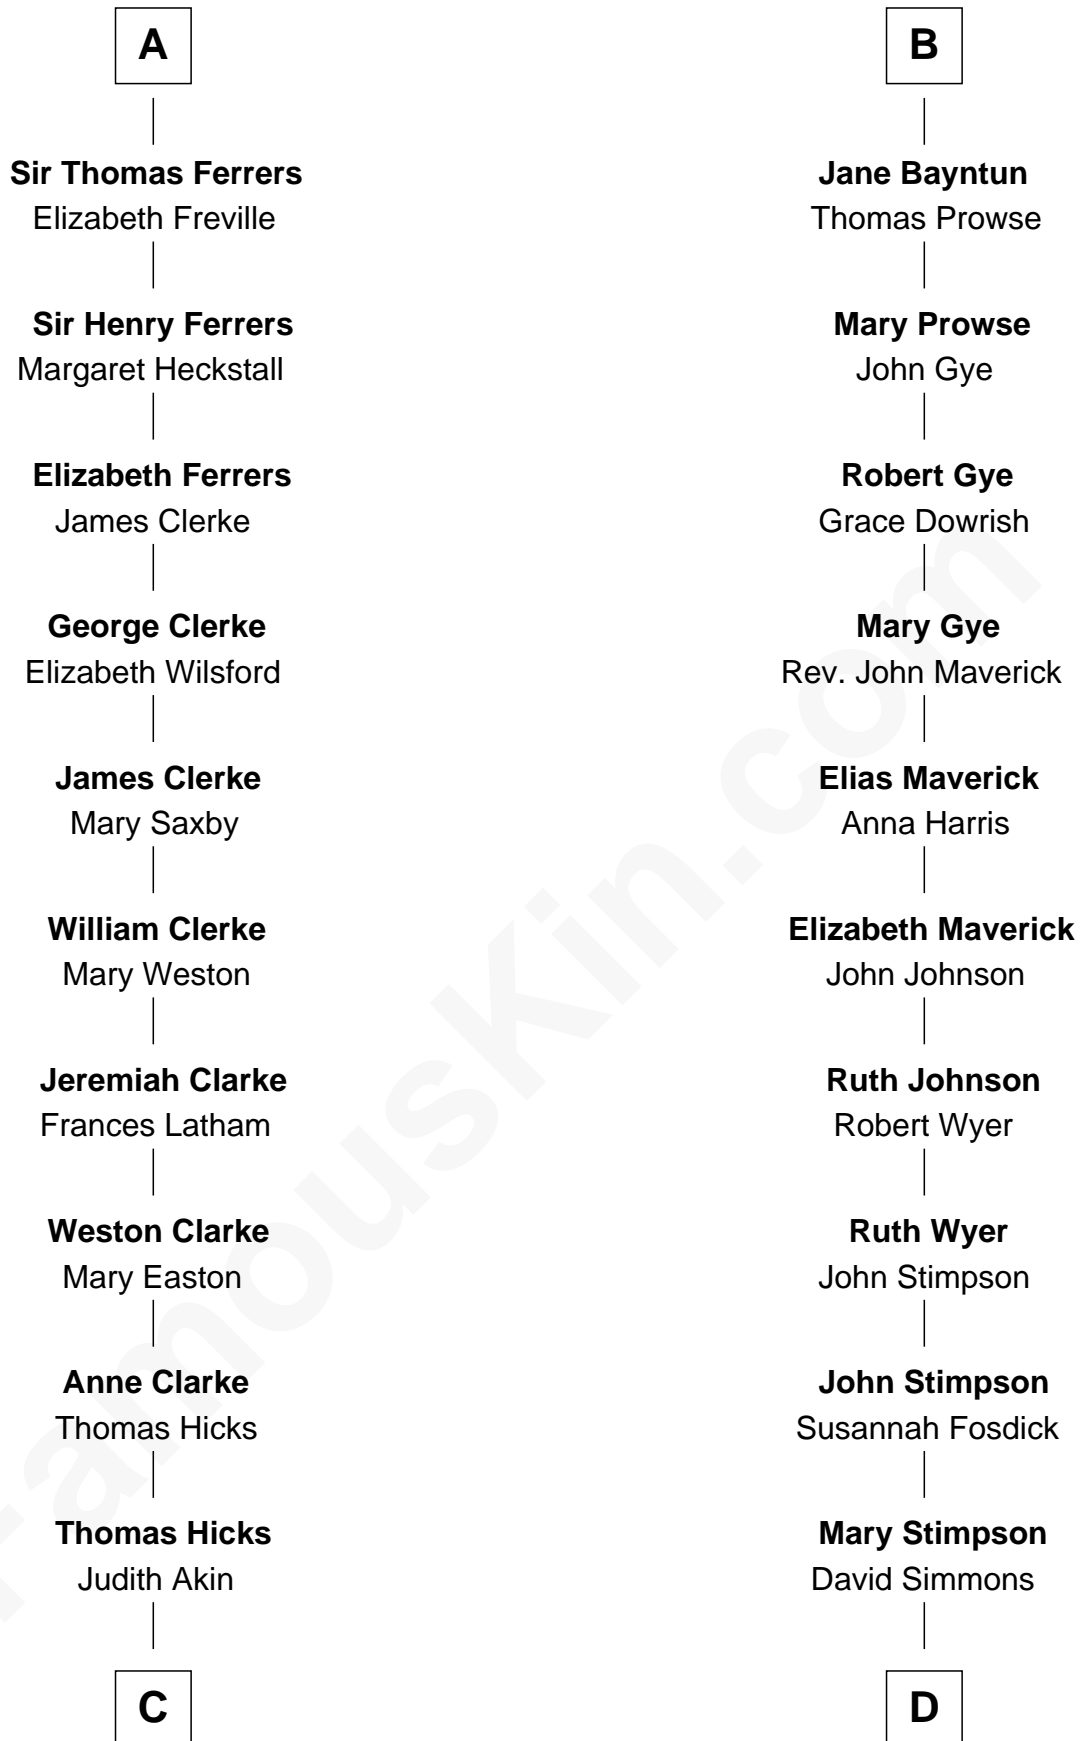 A
Sir Thomas Ferrers
Elizabeth Freville
Sir Henry Ferrers
Margaret Heckstall
Elizabeth Ferrers
James Clerke
George Clerke
Elizabeth Wilsford
James Clerke
Mary Saxby
William Clerke
Mary Weston
Jeremiah Clarke
Frances Latham
Weston Clarke
Mary Easton
Anne Clarke
Thomas Hicks
Thomas Hicks
Judith Akin
C
B
Jane Bayntun
Thomas Prowse
Mary Prowse
John Gye
Robert Gye
Grace Dowrish
Mary Gye
Rev. John Maverick
Elias Maverick
Anna Harris
Elizabeth Maverick
John Johnson
Ruth Johnson
Robert Wyer
Ruth Wyer
John Stimpson
John Stimpson
Susannah Fosdick
Mary Stimpson
David Simmons
D
FamousKin.com